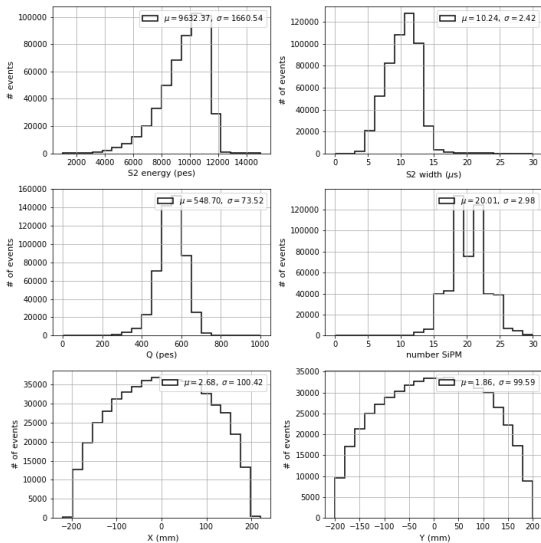 μ = 9632.37, σ = 1660.54
# events
100000
80000
60000
40000
20000
0
2000 4000 6000 8000 10000 12000 14000
S2 energy (pes)
μ = 10.24, σ = 2.42
# of events
120000
100000
80000
60000
40000
20000
0
0 5 10 15 20 25 30
S2 width (μs)
μ = 548.70, σ = 73.52
# of events
160000
140000
120000
100000
80000
60000
40000
20000
0
0 200 400 600 800 1000
Q (pes)
μ = 20.01, σ = 2.98
# of events
120000
100000
80000
60000
40000
20000
0
0 5 10 15 20 25 30
number SiPM
μ = 2.68, σ = 100.42
# of events
35000
30000
25000
20000
15000
10000
5000
0
−200 −100 0 100 200
X (mm)
μ = 1.86, σ = 99.59
# of events
35000
30000
25000
20000
15000
10000
5000
0
−200 −150 −100 −50 0 50 100 150 200
Y (mm)